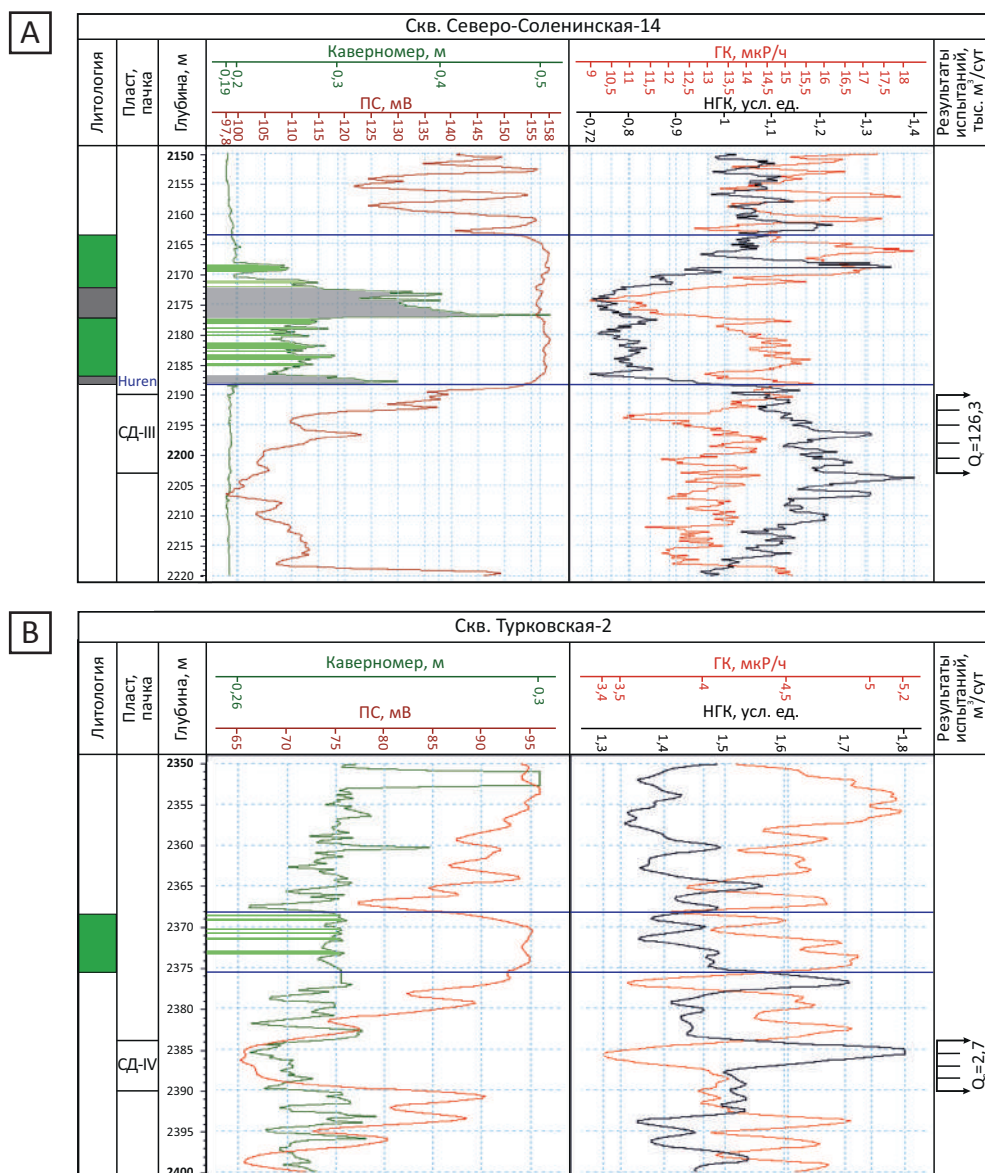 A
Скв. Северо-Соленинская-14
Литология
Пласт, пачка
Глубина, м
Каверномер, м
0,19 0,2 0,3 0,4 0,5
ПС, мВ
-97,8 -100 -105 -110 -115 -120 -125 -130 -135 -140 -145 -150 -155 -158
ГК, мкР/ч
9 10,5 11 11,5 12 12,5 13 13,5 14 14,5 15 15,5 16 16,5 17 17,5 18
НГК, усл. ед.
0,72 0,8 0,9 1 1,1 1,2 1,3 1,4
Результаты испытаний, тыс. м³/сут
2150
2155
2160
2165
2170
2175
2180
2185
Huren
2190
СД-III
2195
2200
2205
2210
2215
2220
Q=126,3
B
Скв. Турковская-2
Литология
Пласт, пачка
Глубина, м
Каверномер, м
0,26 0,3
ПС, мВ
65 70 75 80 85 90 95
ГК, мкР/ч
3,4 3,5 4 4,5 5 5,2
НГК, усл. ед.
1,3 1,4 1,5 1,6 1,7 1,8
Результаты испытаний, м³/сут
2350
2355
2360
2365
2370
2375
2380
2385
СД-IV
2390
2395
2400
Q=2,7